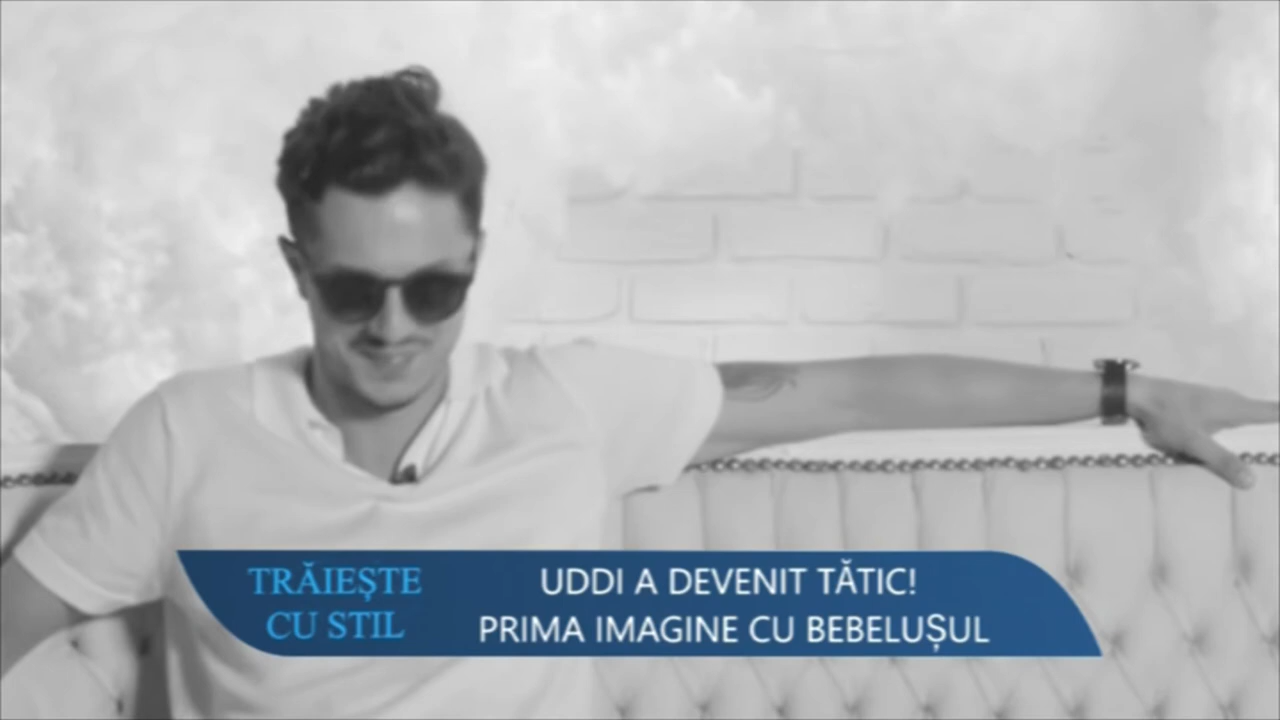 TRĂIEȘTE
CU STIL
UDDI A DEVENIT TĂTIC!
PRIMA IMAGINE CU BEBELUȘUL